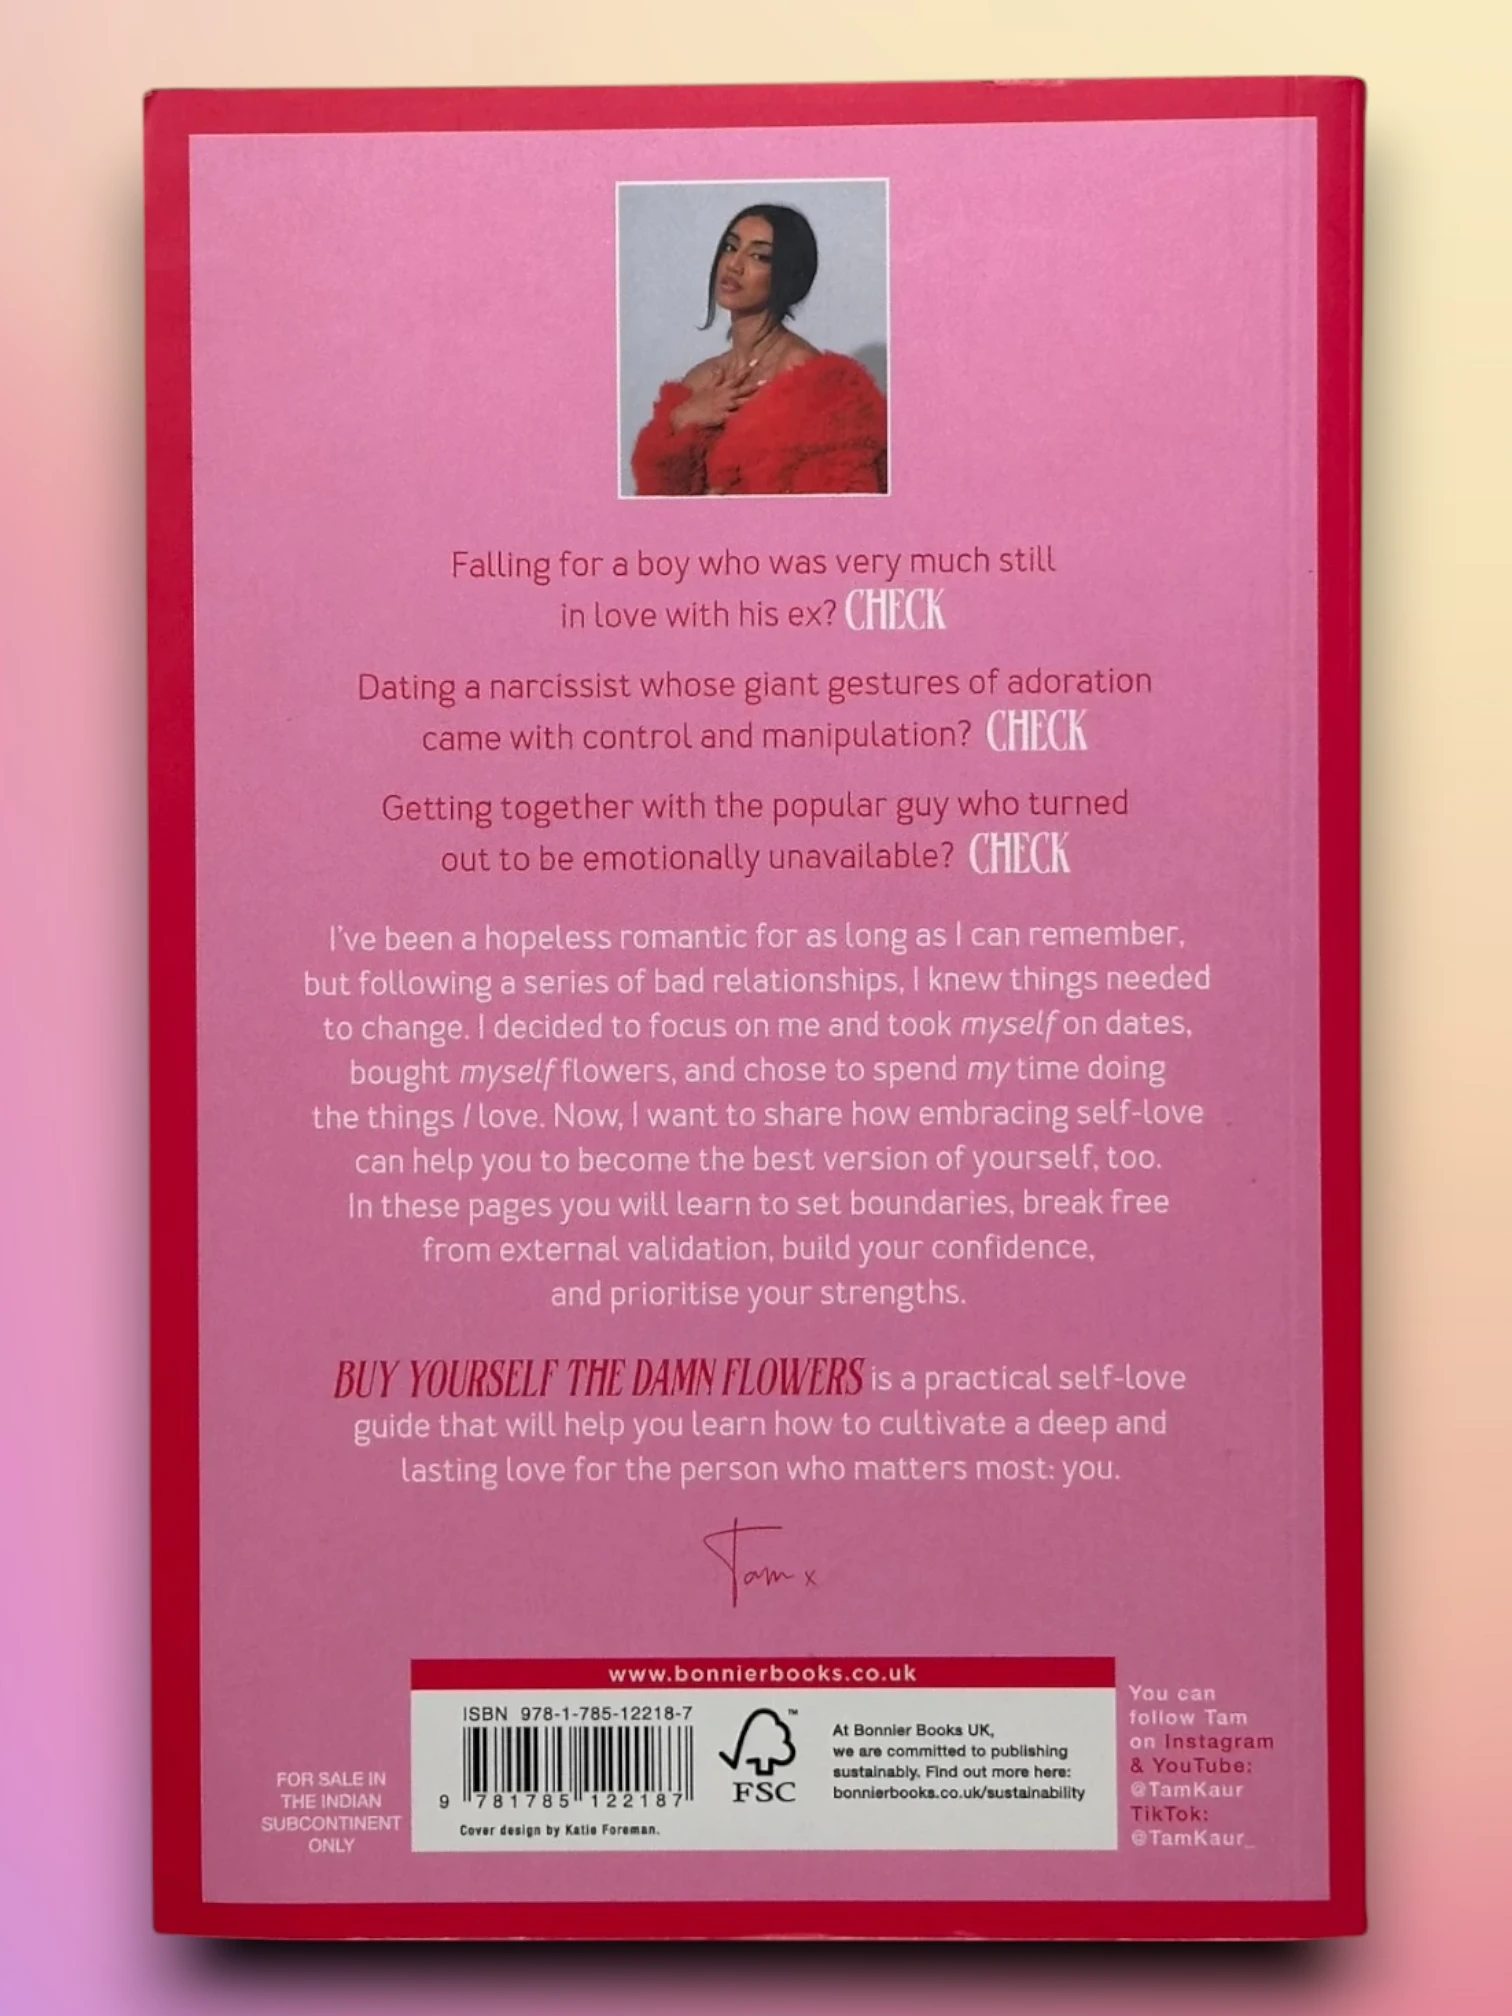 Falling for a boy who was very much still
in love with his ex? CHECK
Dating a narcissist whose giant gestures of adoration
came with control and manipulation? CHECK
Getting together with the popular guy who turned
out to be emotionally unavailable? CHECK
I've been a hopeless romantic for as long as I can remember,
but following a series of bad relationships, I knew things needed
to change. I decided to focus on me and took myself on dates,
bought myself flowers, and chose to spend my time doing
the things I love. Now, I want to share how embracing self-love
can help you to become the best version of yourself, too.
In these pages you will learn to set boundaries, break free
from external validation, build your confidence,
and prioritise your strengths.
BUY YOURSELF THE DAMN FLOWERS is a practical self-love
guide that will help you learn how to cultivate a deep and
lasting love for the person who matters most: you.
Tam x
FOR SALE IN
THE INDIAN
SUBCONTINENT
ONLY
www.bonnierbooks.co.uk
ISBN 978-1-785-12218-7
9 781785 122187
Cover design by Katie Foreman.
FSC
™
At Bonnier Books UK,
we are committed to publishing
sustainably. Find out more here:
bonnierbooks.co.uk/sustainability
You can
follow Tam
on Instagram
& YouTube:
@TamKaur
TikTok:
@TamKaur_